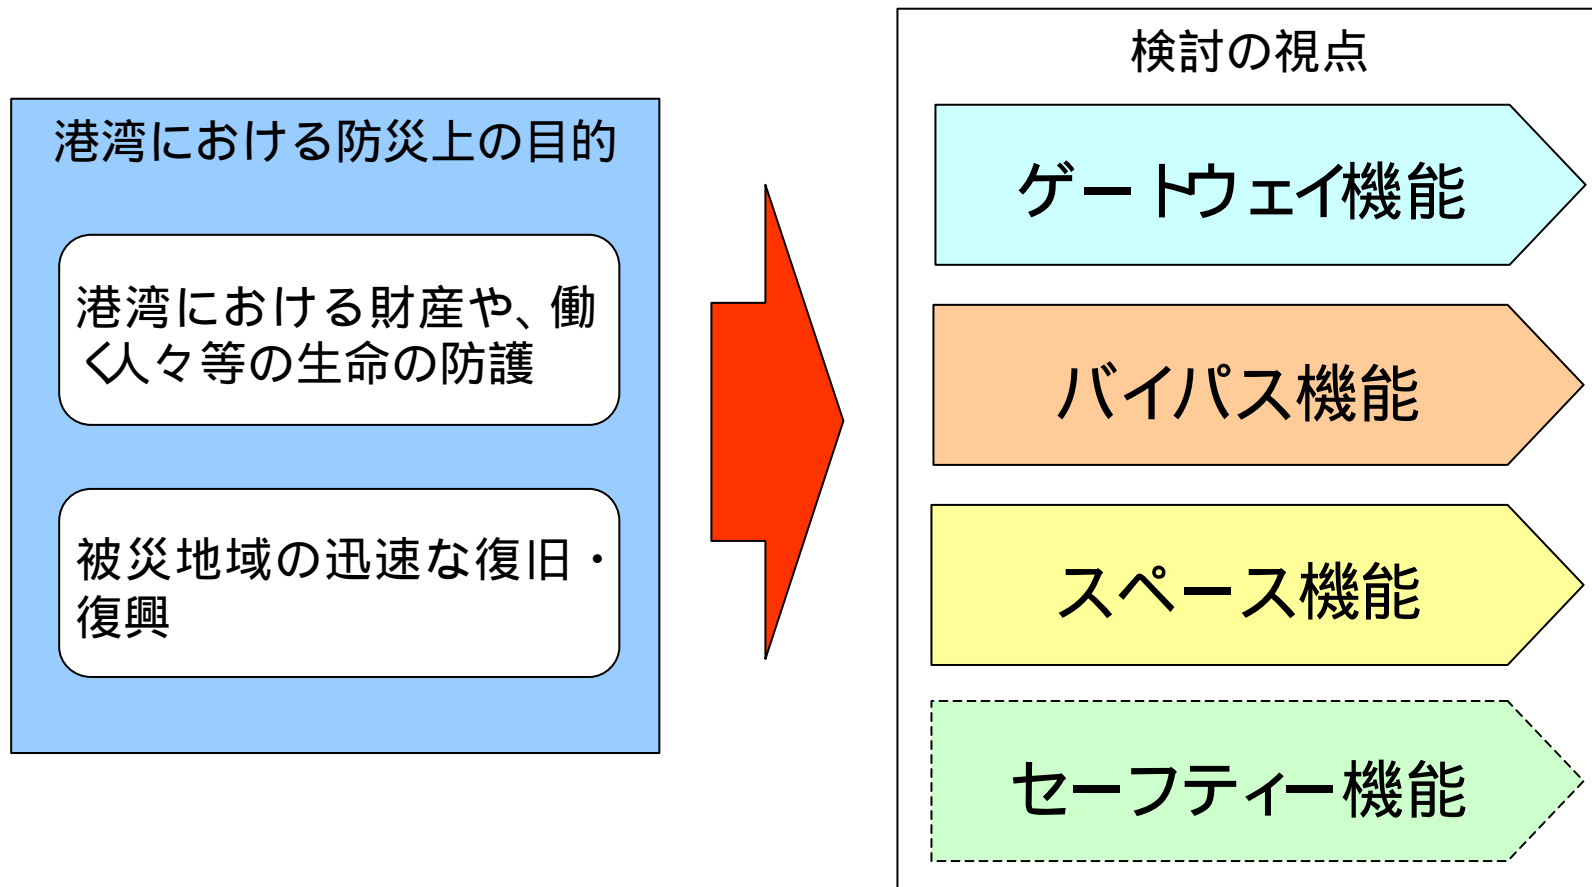 港湾における防災上の目的
港湾における財産や、働
く人々等の生命の防護
被災地域の迅速な復旧・
復興
検討の視点
ゲートウェイ機能
バイパス機能
スペース機能
セーフティー機能